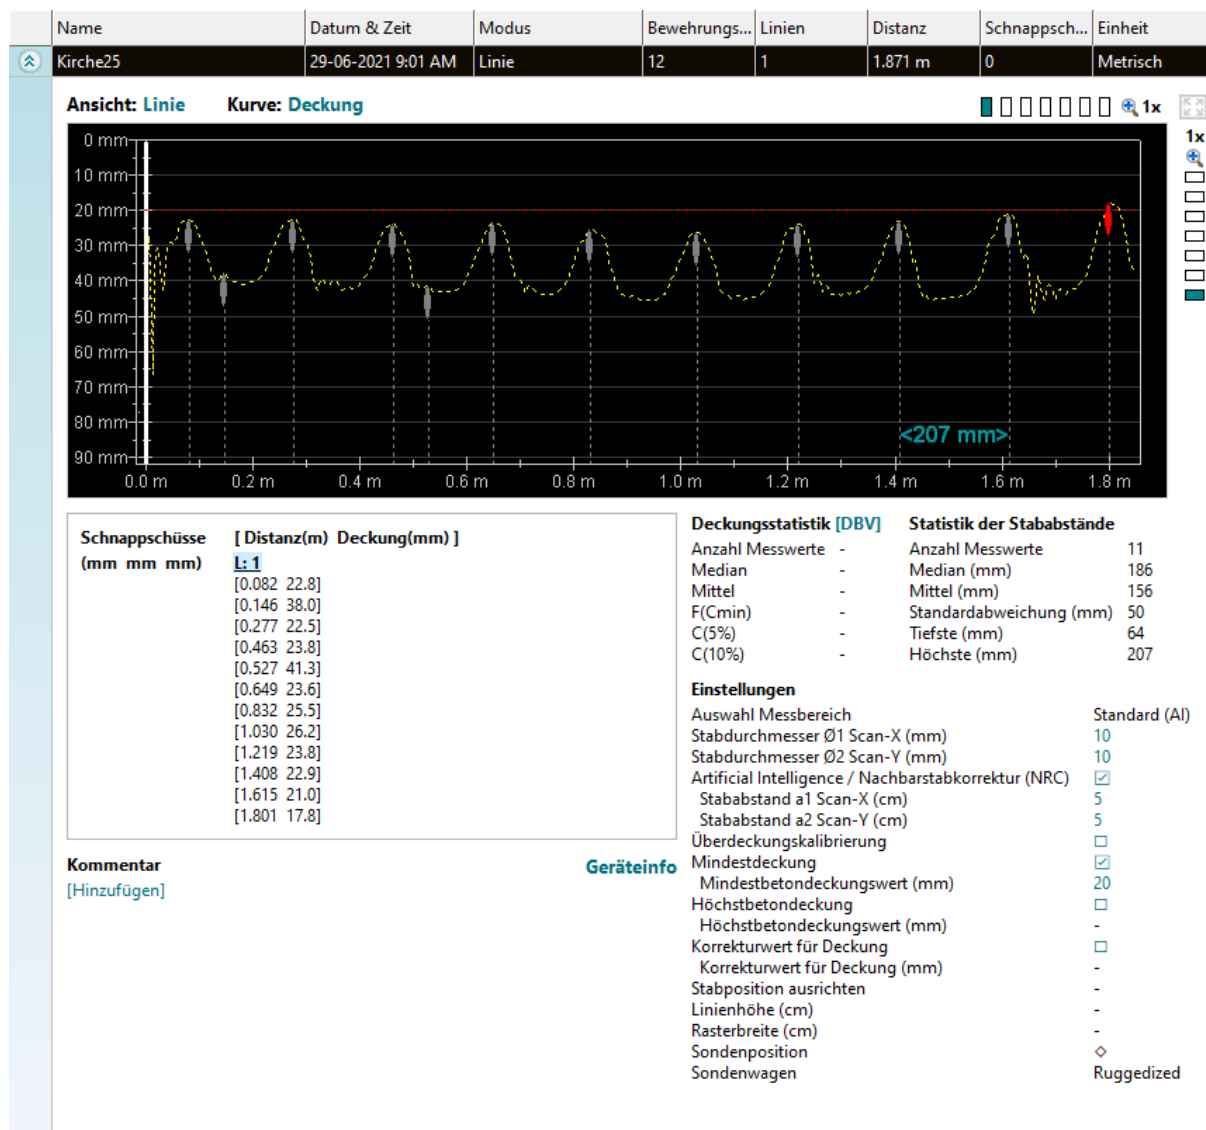 Name Datum & Zeit Modus Bewehrungs... Linien Distanz Schnappsch... Einheit
Kirche25 29-06-2021 9:01 AM Linie 12 1 1.871 m 0 Metrisch
Ansicht: Linie Kurve: Deckung 1x
1x
0 mm
10 mm
20 mm
30 mm
40 mm
50 mm
60 mm
70 mm
80 mm
90 mm
<207 mm>
0.0 m 0.2 m 0.4 m 0.6 m 0.8 m 1.0 m 1.2 m 1.4 m 1.6 m 1.8 m
Schnappschüsse [ Distanz(m) Deckung(mm) ]
(mm mm mm) L: 1
[0.082 22.8]
[0.146 38.0]
[0.277 22.5]
[0.463 23.8]
[0.527 41.3]
[0.649 23.6]
[0.832 25.5]
[1.030 26.2]
[1.219 23.8]
[1.408 22.9]
[1.615 21.0]
[1.801 17.8]
Kommentar Geräteinfo
[Hinzufügen]
Deckungsstatistik [DBV]
Anzahl Messwerte -
Median -
Mittel -
F(Cmin) -
C(5%) -
C(10%) -
Statistik der Stababstände
Anzahl Messwerte 11
Median (mm) 186
Mittel (mm) 156
Standardabweichung (mm) 50
Tiefste (mm) 64
Höchste (mm) 207
Einstellungen
Auswahl Messbereich Standard (AI)
Stabdurchmesser Ø1 Scan-X (mm) 10
Stabdurchmesser Ø2 Scan-Y (mm) 10
Artificial Intelligence / Nachbarstabkorrektur (NRC)
Stababstand a1 Scan-X (cm) 5
Stababstand a2 Scan-Y (cm) 5
Überdeckungskalibrierung
Mindestdeckung
Mindestbetondeckungswert (mm) 20
Höchstbetondeckung
Höchstbetondeckungswert (mm) -
Korrekturwert für Deckung
Korrekturwert für Deckung (mm) -
Stabposition ausrichten -
Linienhöhe (cm) -
Rasterbreite (cm) -
Sondenposition
Sondenwagen Ruggedized